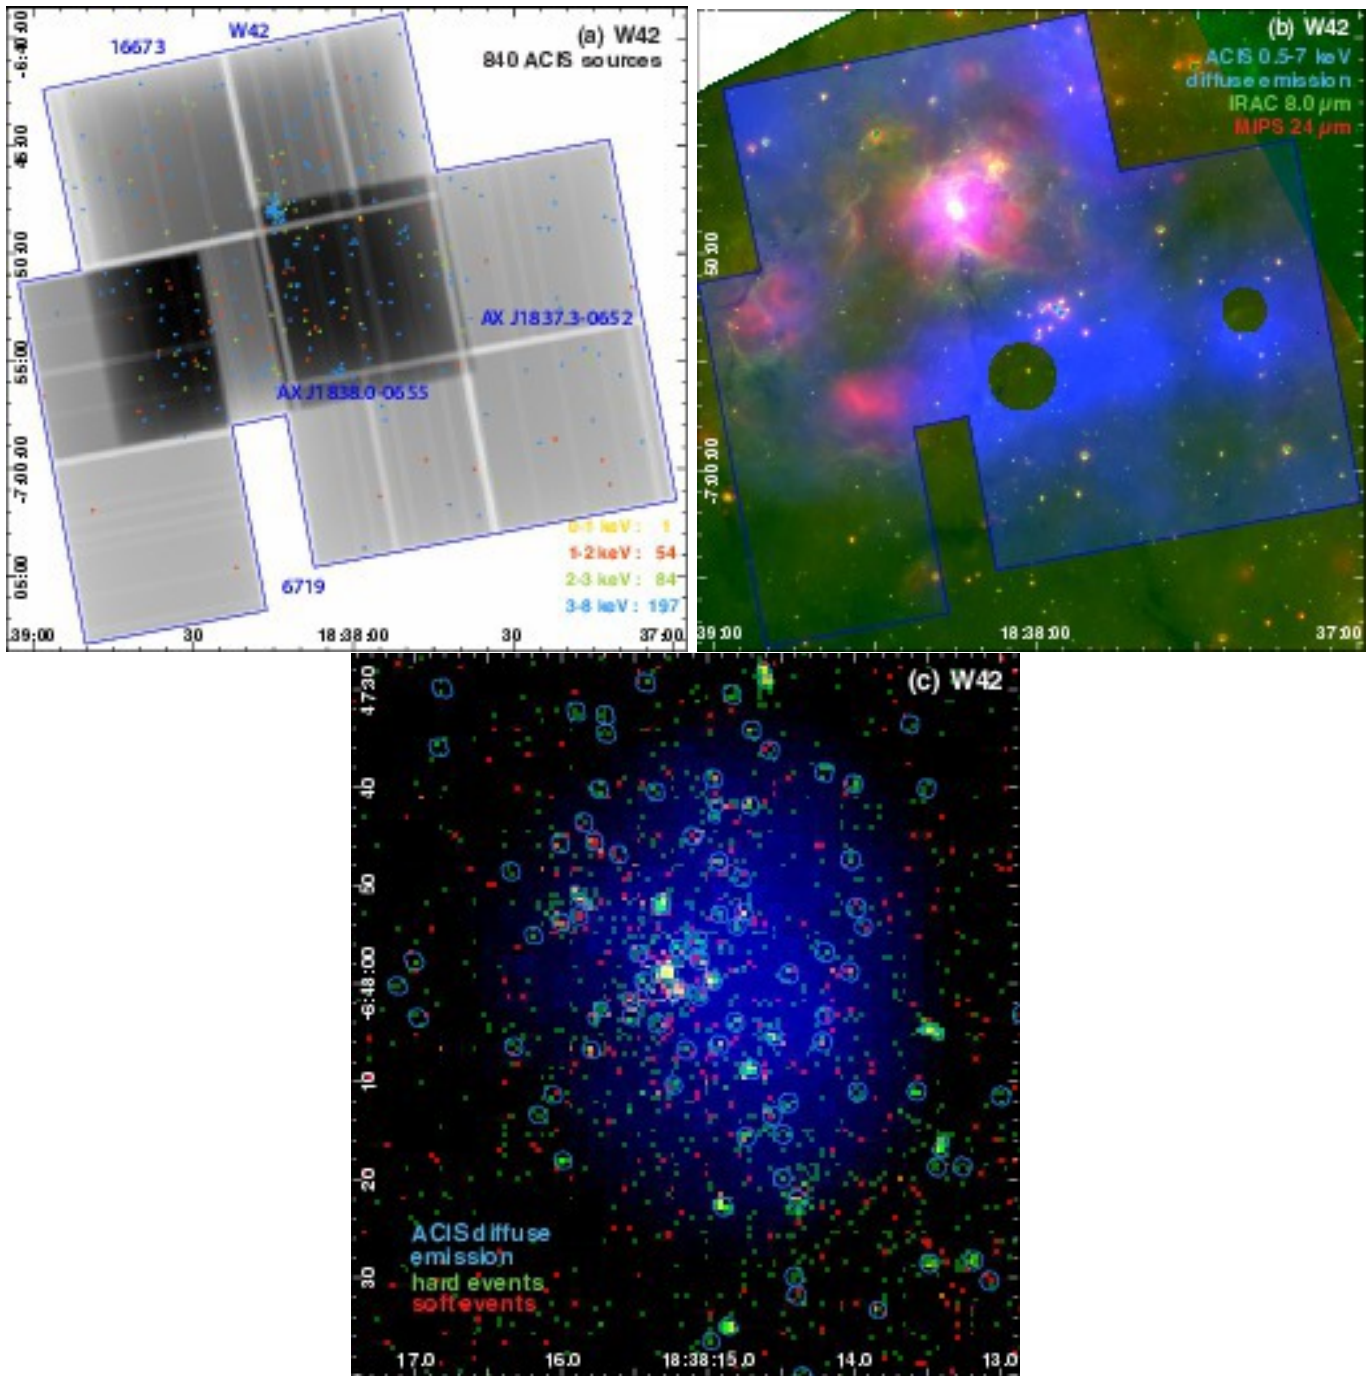 (a) W42
840 ACIS sources
16673
W42
-6:40:00
45:00
50:00
55:00
-7:00:00
05:00
AX J1837.3-0652
AX J1838.0-0655
6719
0-1 keV : 1
1-2 keV : 54
2-3 keV : 84
3-8 keV : 197
39:00 30 18:38:00 30 37:00
(b) W42
ACIS 0.5-7 keV
diffuse emission
IRAC 8.0 µm
MIPS 24 µm
50:00
-7:00:00
39:00 18:38:00 37:00
(c) W42
47:30
40
50
-6:48:00
10
20
30
ACIS diffuse
emission
hard events
soft events
17.0 16.0 18:38:15.0 14.0 13.0